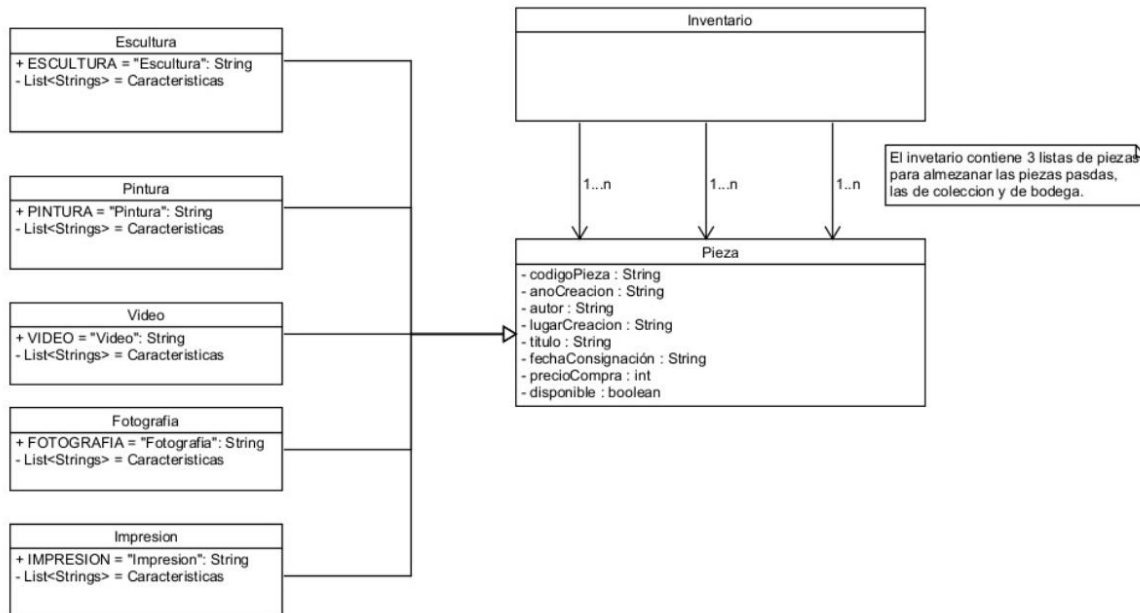 Escultura
+ ESCULTURA = "Escultura": String
- List<Strings> = Caracteristicas
Pintura
+ PINTURA = "Pintura": String
- List<Strings> = Caracteristicas
Video
+ VIDEO = "Video": String
- List<Strings> = Caracteristicas
Fotografia
+ FOTOGRAFIA = "Fotografia": String
- List<Strings> = Caracteristicas
Impresion
+ IMPRESION = "Impresion": String
- List<Strings> = Caracteristicas
Inventario
1...n
1...n
1..n
El invetario contiene 3 listas de piezas
para almezanar las piezas pasdas,
las de coleccion y de bodega.
Pieza
- codigoPieza : String
- anoCreacion : String
- autor : String
- lugarCreacion : String
- titulo : String
- fechaConsignación : String
- precioCompra : int
- disponible : boolean